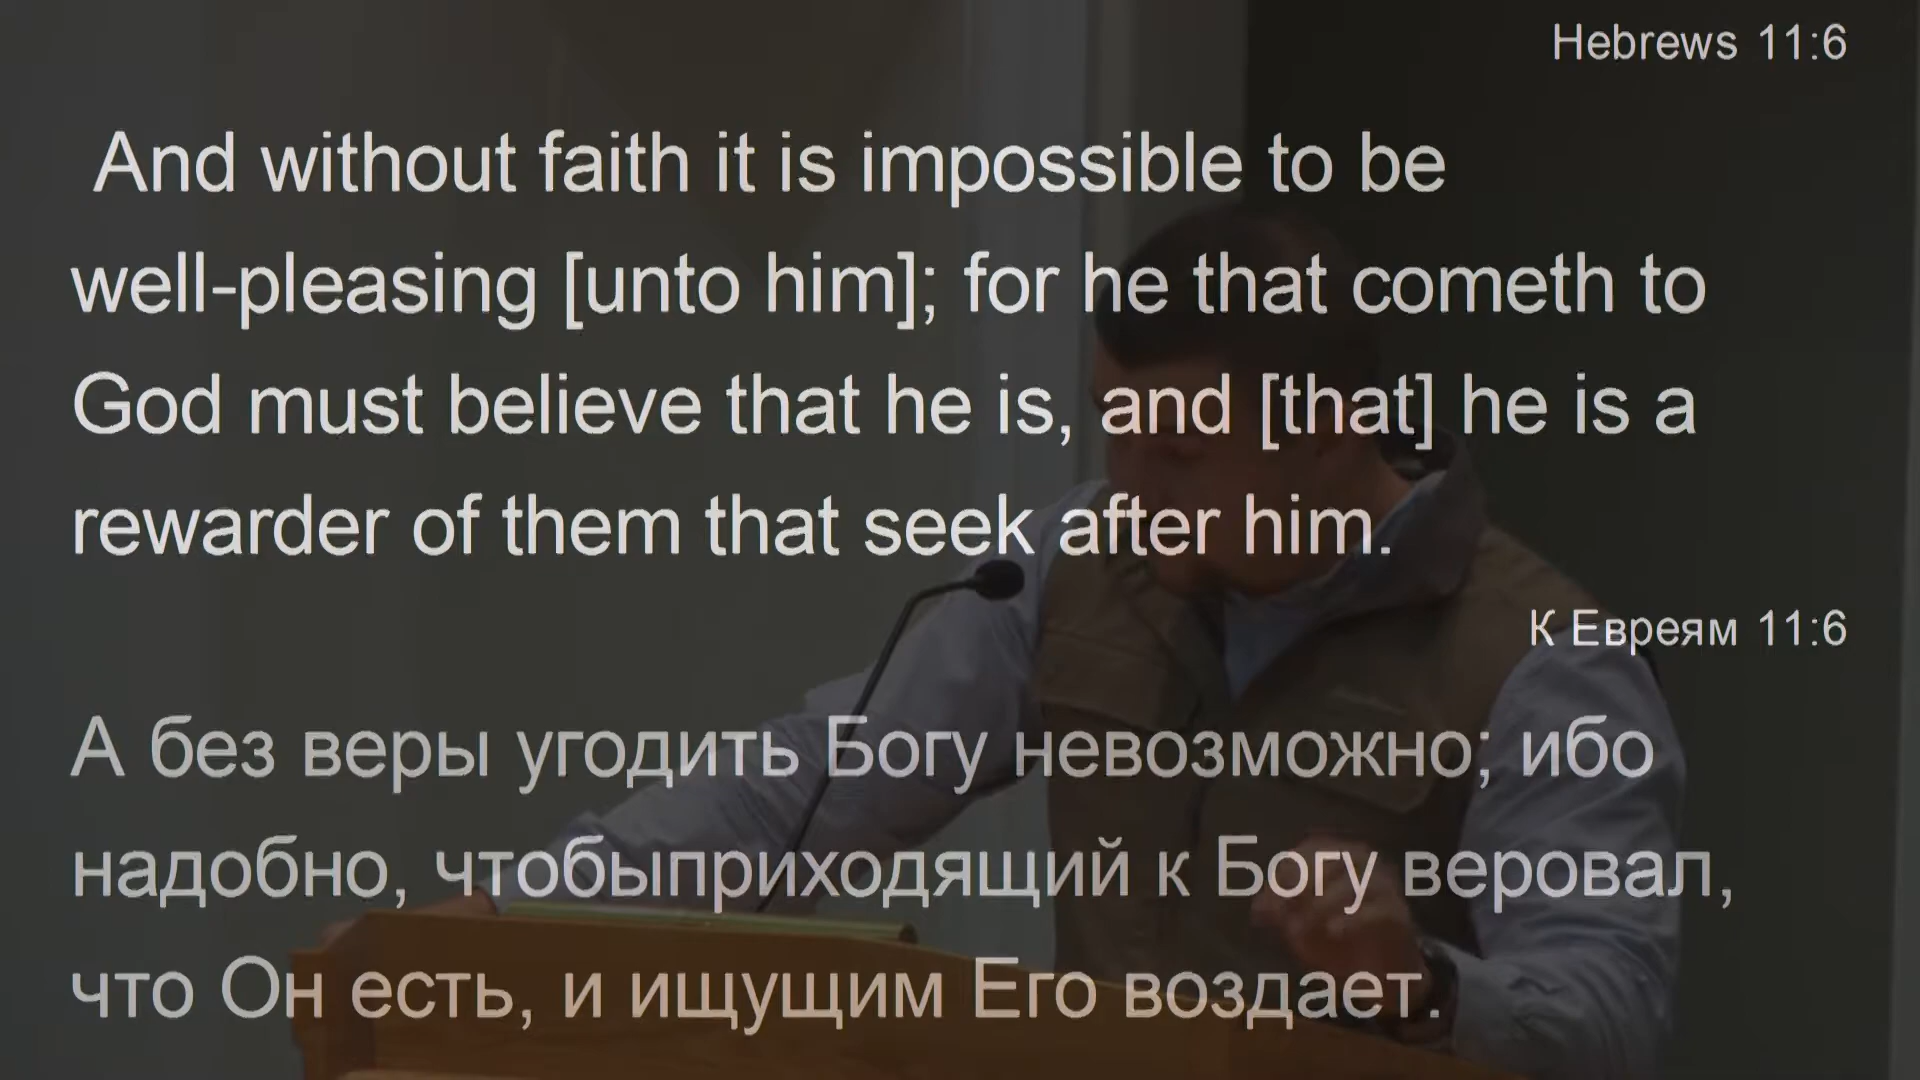 Hebrews 11:6
And without faith it is impossible to be
well-pleasing [unto him]; for he that cometh to
God must believe that he is, and [that] he is a
rewarder of them that seek after him.
К Евреям 11:6
А без веры угодить Богу невозможно; ибо
надобно, чтобыприходящий к Богу веровал,
что Он есть, и ищущим Его воздает.